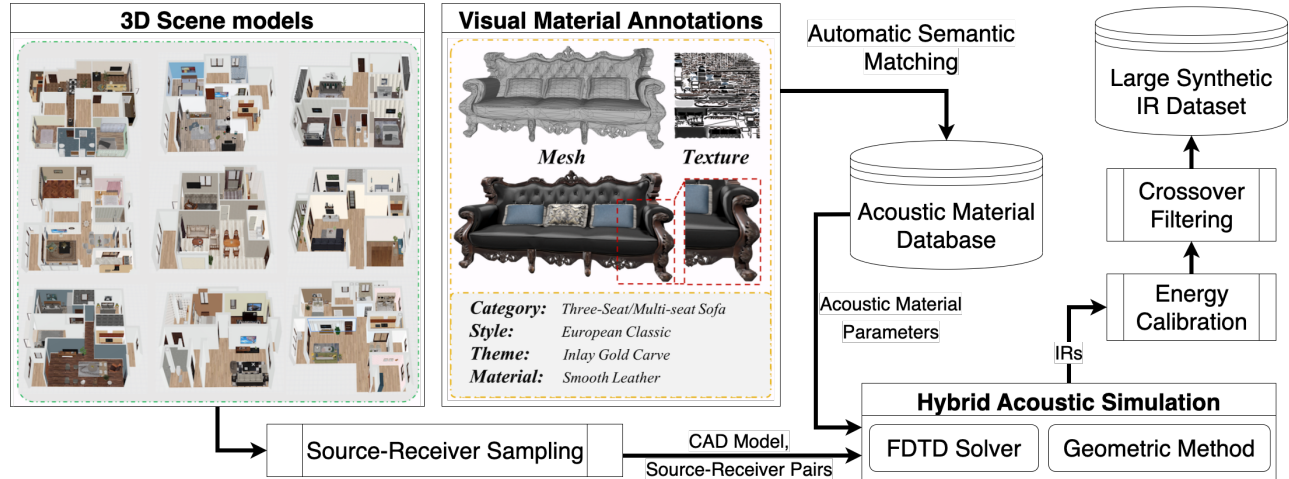 3D Scene models
Visual Material Annotations
Mesh
Texture
Category: Three-Seat/Multi-seat Sofa
Style: European Classic
Theme: Inlay Gold Carve
Material: Smooth Leather
Automatic Semantic
Matching
Acoustic Material
Database
Acoustic Material
Parameters
Source-Receiver Sampling
CAD Model,
Source-Receiver Pairs
Hybrid Acoustic Simulation
FDTD Solver
Geometric Method
IRs
Energy
Calibration
Crossover
Filtering
Large Synthetic
IR Dataset